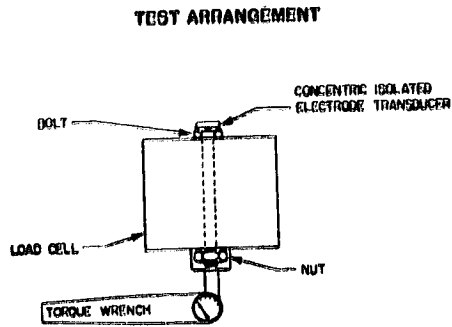 TEST ARRANGEMENT
CONCENTRIC ISOLATED
ELECTRODE TRANSDUCER
BOLT
LOAD CELL
NUT
TORQUE WRENCH